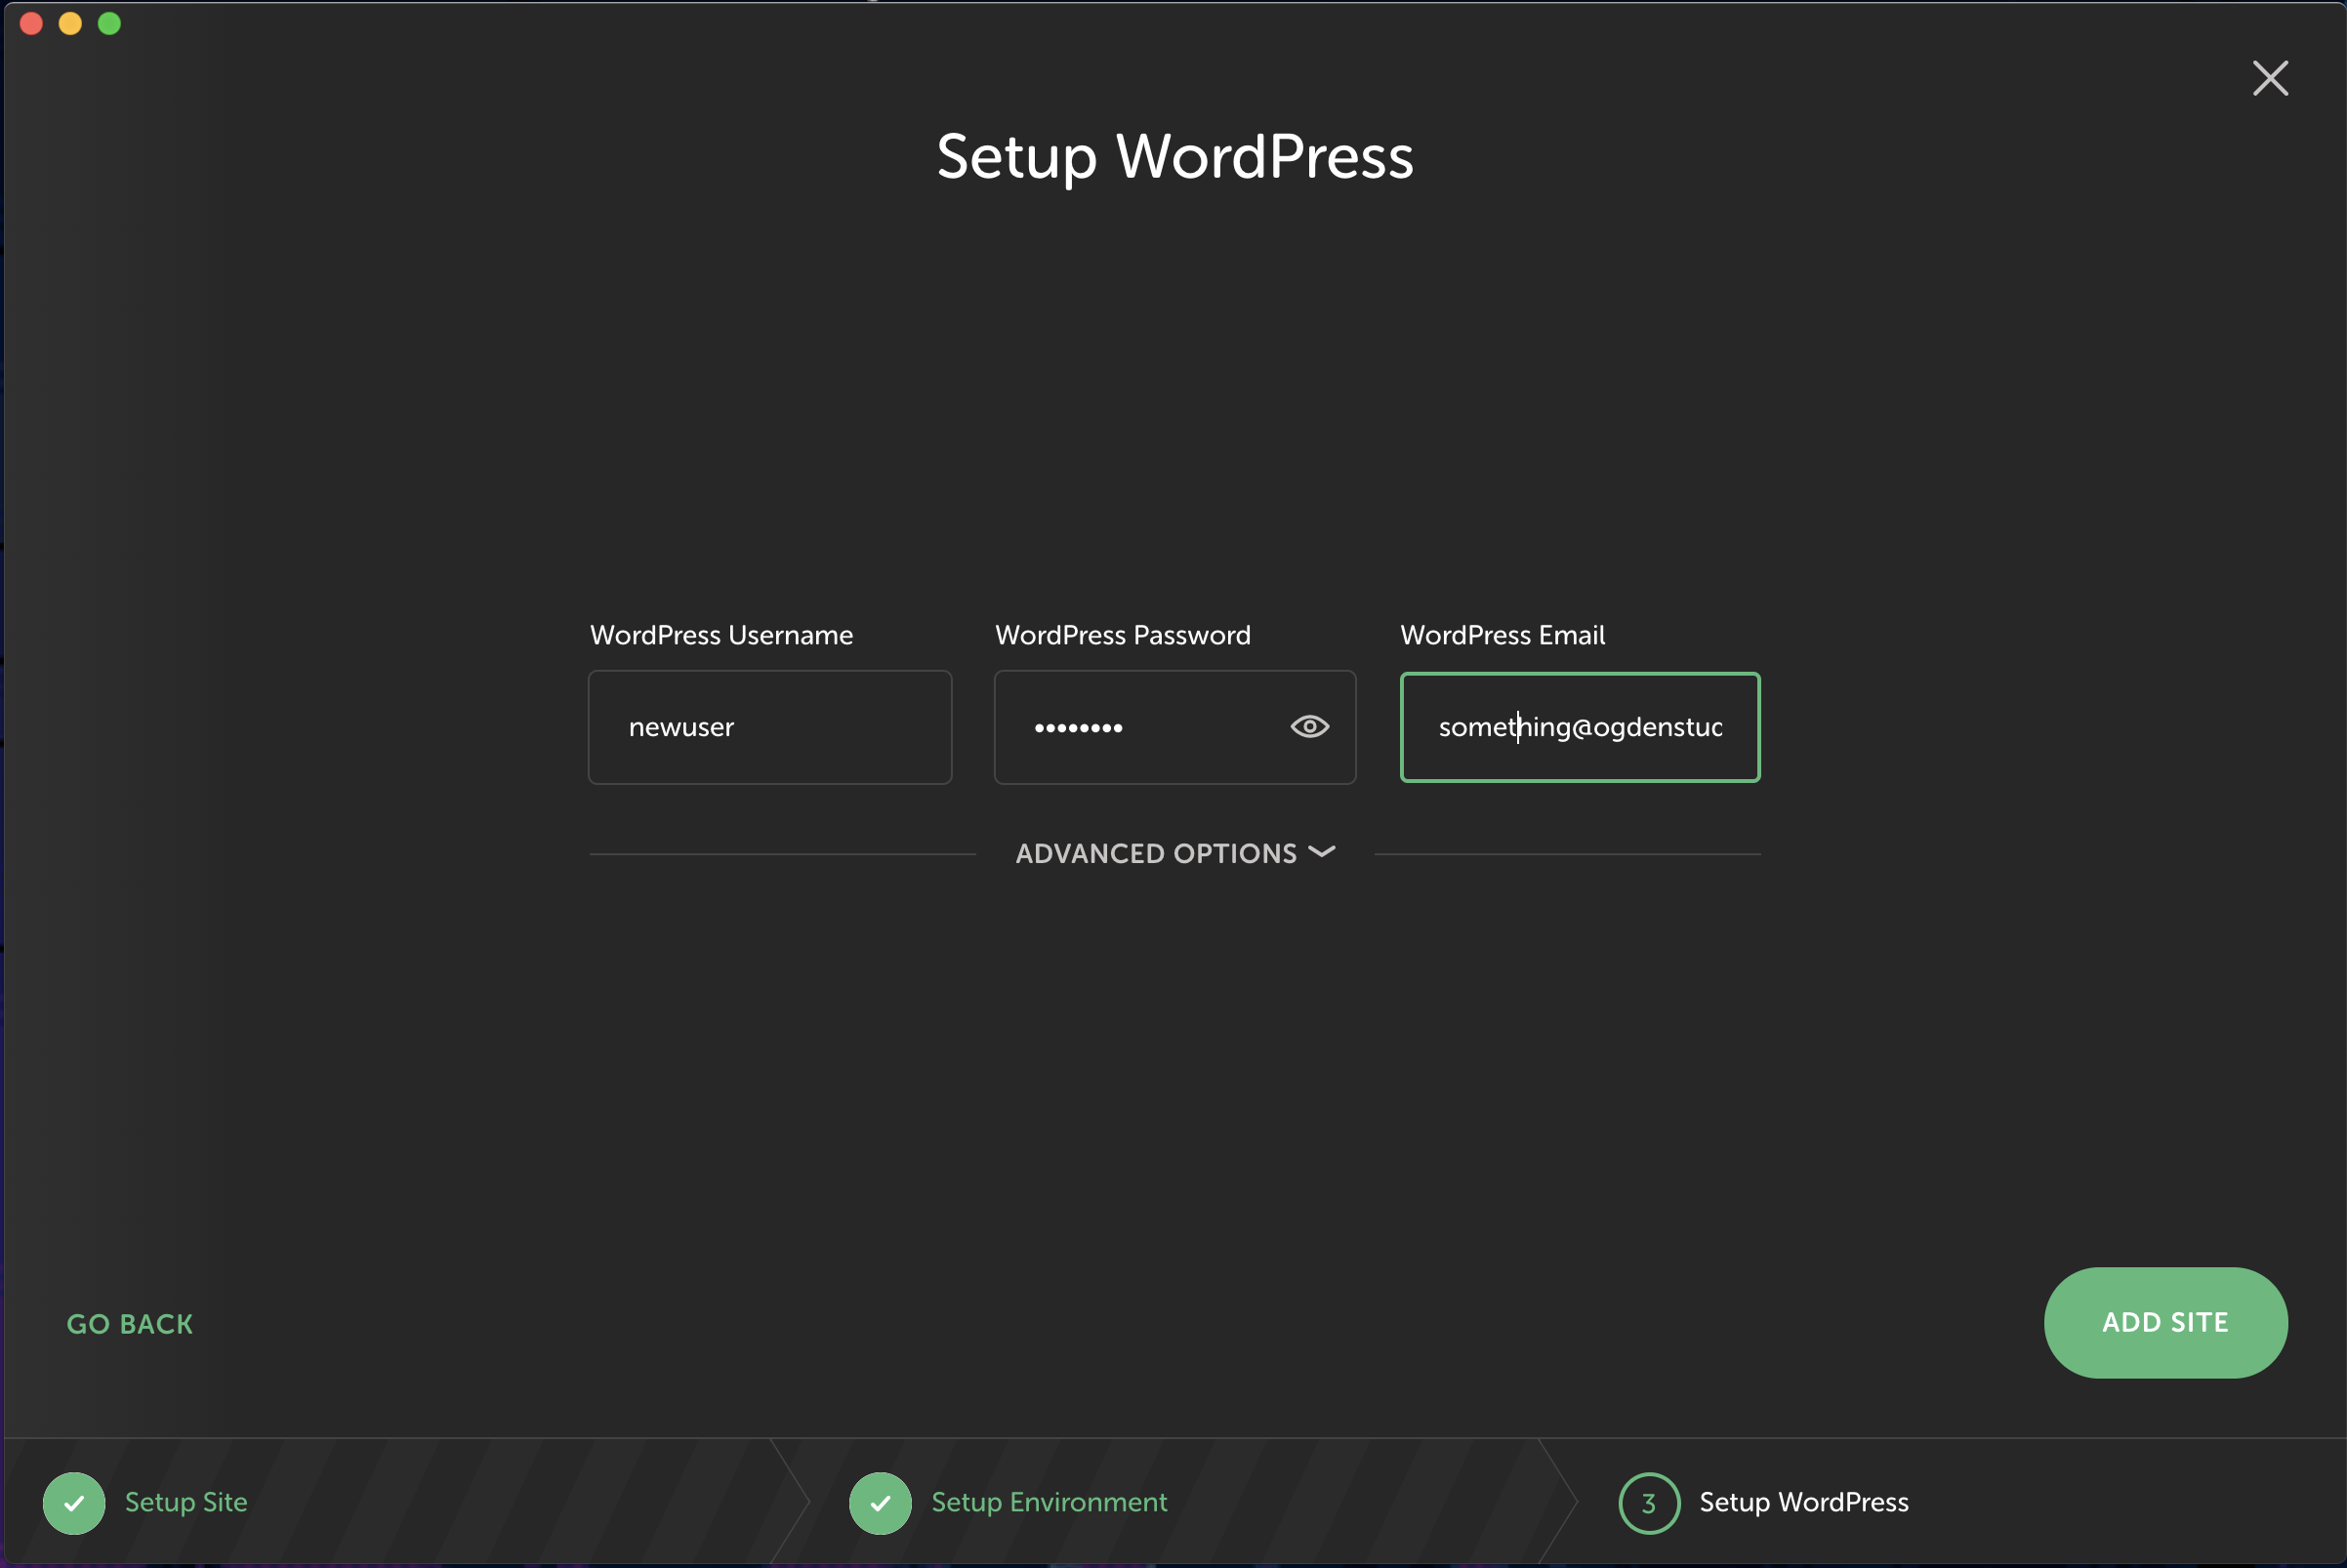 Setup WordPress
WordPress Username
WordPress Password
WordPress Email
newuser
••••••••
something@ogdenstud
ADVANCED OPTIONS
GO BACK
ADD SITE
Setup Site
Setup Environment
3
Setup WordPress